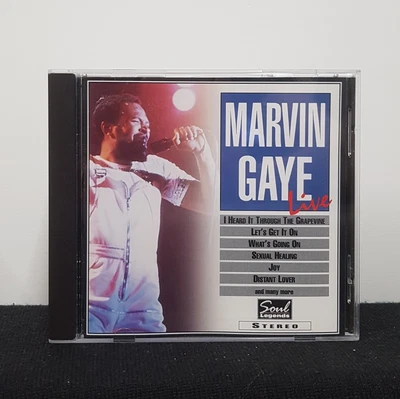 MARVIN
GAYE
Live
I HEARD IT THROUGH THE GRAPEVINE
LET'S GET IT ON
WHAT'S GOING ON
SEXUAL HEALING
JOY
DISTANT LOVER
and many more
Soul
Legends
STEREO